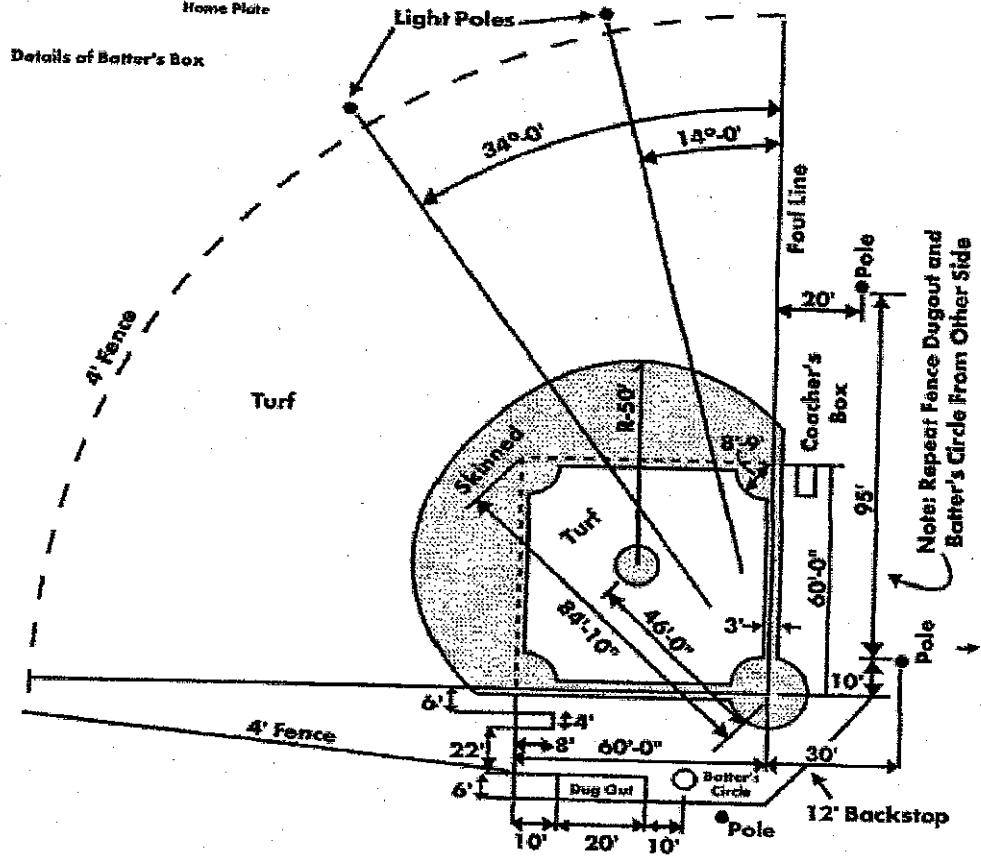 Home Plate
Details of Batter's Box
Light Poles
34°-0'
14°-0'
Foul Line
Pole
20'
4' Fence
Turf
Coacher's
Box
R-50'
8'-9"
Skinned
Turf
95'
Note: Repeat Fence Dugout and
Batter's Circle From Other Side
60'-0"
46'-0"
84'-10"
3'
Pole
10'
6'
4'
4' Fence
8'
60'-0"
30'
22'
6'
Dug Out
Batter's
Circle
12' Backstop
Pole
10'
20'
10'